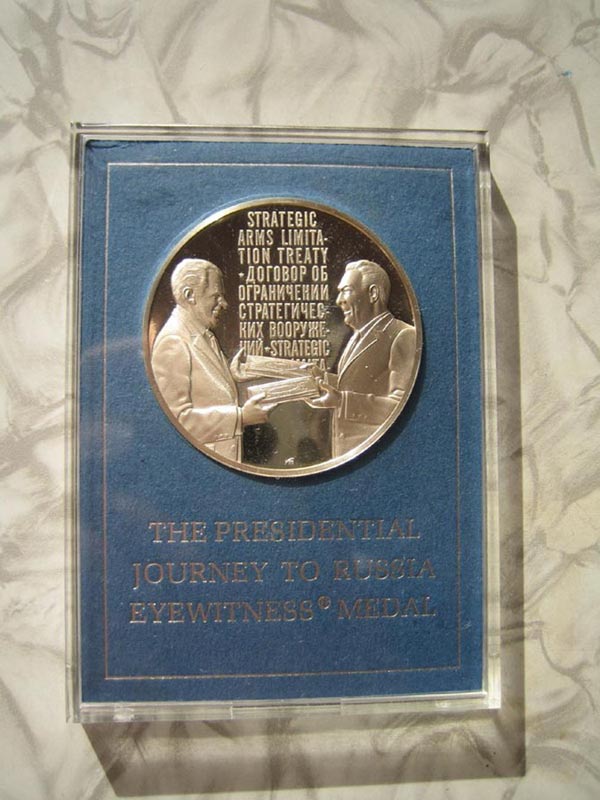 STRATEGIC
ARMS LIMITA-
TION TREATY
•ДОГОВОР ОБ
ОГРАНИЧЕНИИ
СТРАТЕГИЧЕС-
КИХ ВООРУЖЕ-
НИЙ•STRATEGIC
THE PRESIDENTIAL
JOURNEY TO RUSSIA
EYEWITNESS® MEDAL